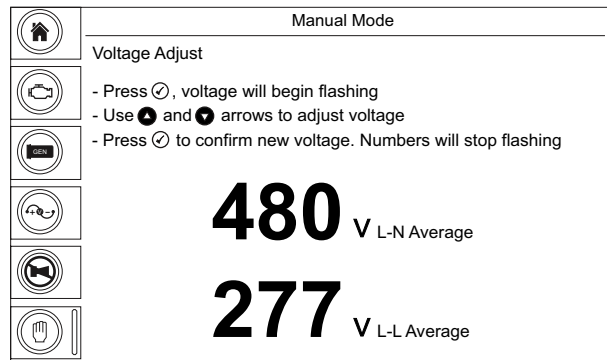 Manual Mode
Voltage Adjust
- Press ✓, voltage will begin flashing
- Use ▲ and ▼ arrows to adjust voltage
- Press ✓ to confirm new voltage. Numbers will stop flashing
GEN
480 V L-N Average
277 V L-L Average